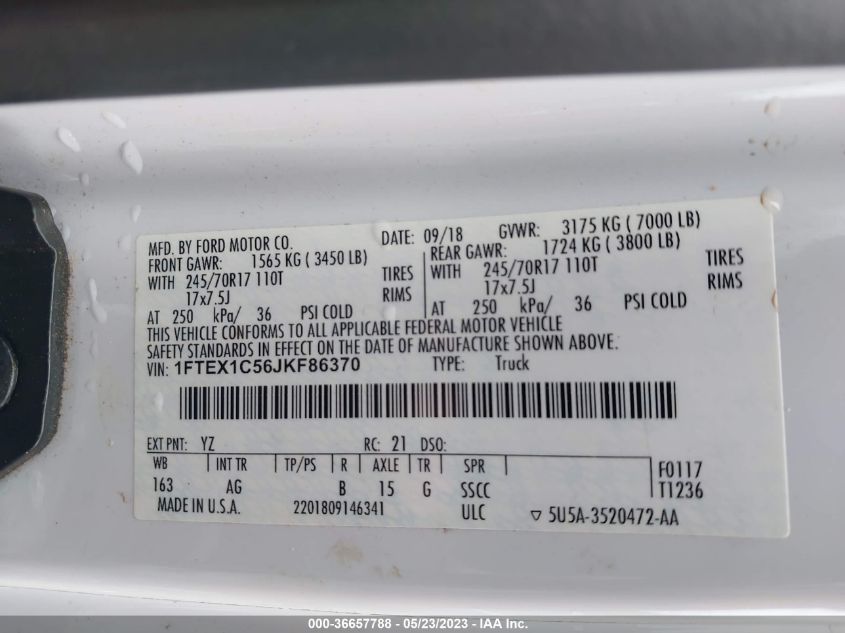 MFD. BY FORD MOTOR CO.
DATE: 09/18 GVWR: 3175 KG ( 7000 LB)
FRONT GAWR: 1565 KG ( 3450 LB)
WITH 245/70R17 110T TIRES
17x7.5J RIMS
AT 250 kPa/ 36 PSI COLD
REAR GAWR: 1724 KG ( 3800 LB)
WITH 245/70R17 110T TIRES
17x7.5J RIMS
AT 250 kPa/ 36 PSI COLD
THIS VEHICLE CONFORMS TO ALL APPLICABLE FEDERAL MOTOR VEHICLE
SAFETY STANDARDS IN EFFECT ON THE DATE OF MANUFACTURE SHOWN ABOVE.
VIN: 1FTEX1C56JKF86370 TYPE: Truck
EXT PNT: YZ RC: 21 DSO:
WB INT TR TP/PS R AXLE TR SPR F0117
163 AG B 15 G SSCC T1236
MADE IN U.S.A. 2201809146341 ULC ▽ 5U5A-3520472-AA
000-36657788 - 05/23/2023 - IAA Inc.